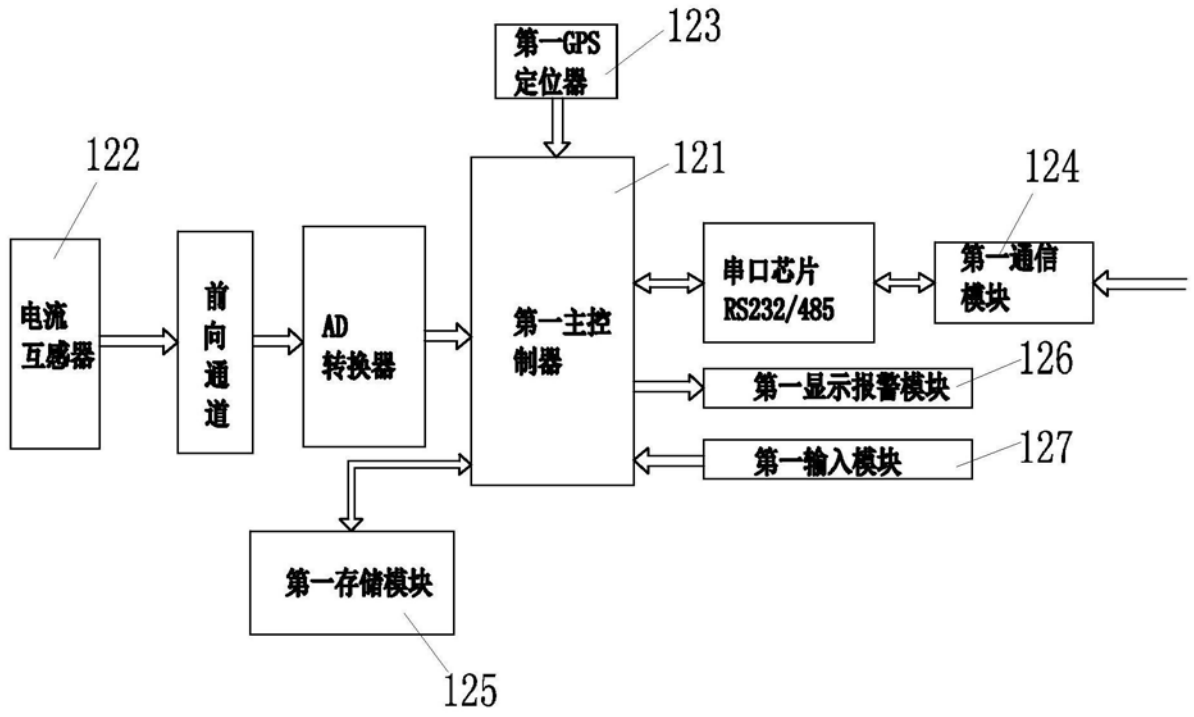 第一GPS
定位器
123
122
121
124
电流
互感器
前
向
通
道
AD
转换器
第一主控
制器
串口芯片
RS232/485
第一通信
模块
第一显示报警模块
126
第一输入模块
127
第一存储模块
125